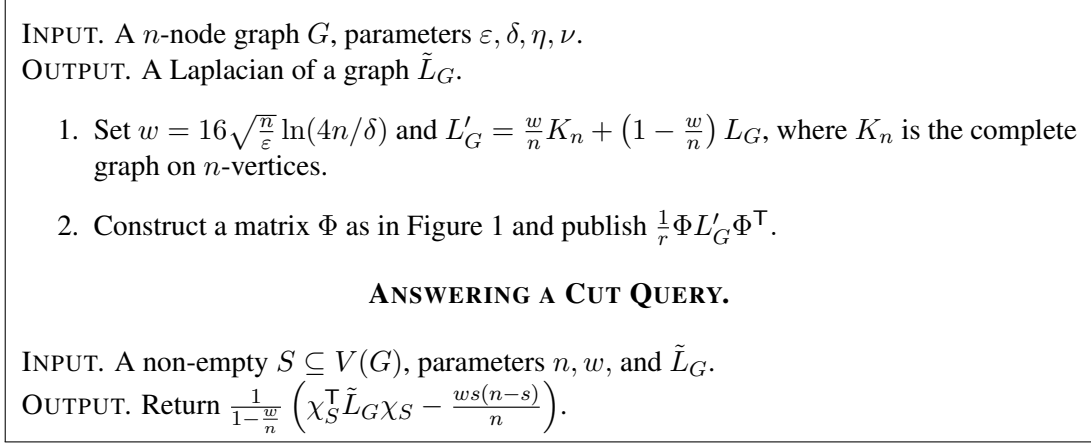 INPUT. A n-node graph G, parameters ε, δ, η, ν.
OUTPUT. A Laplacian of a graph L̃_G.
1. Set w = 16√(n/ε) ln(4n/δ) and L′_G = w/n K_n + (1 − w/n) L_G, where K_n is the complete
graph on n-vertices.
2. Construct a matrix Φ as in Figure 1 and publish 1/r ΦL′_GΦ^T.
ANSWERING A CUT QUERY.
INPUT. A non-empty S ⊆ V(G), parameters n, w, and L̃_G.
OUTPUT. Return 1/(1−w/n) (χ_S^T L̃_G χ_S − ws(n−s)/n).